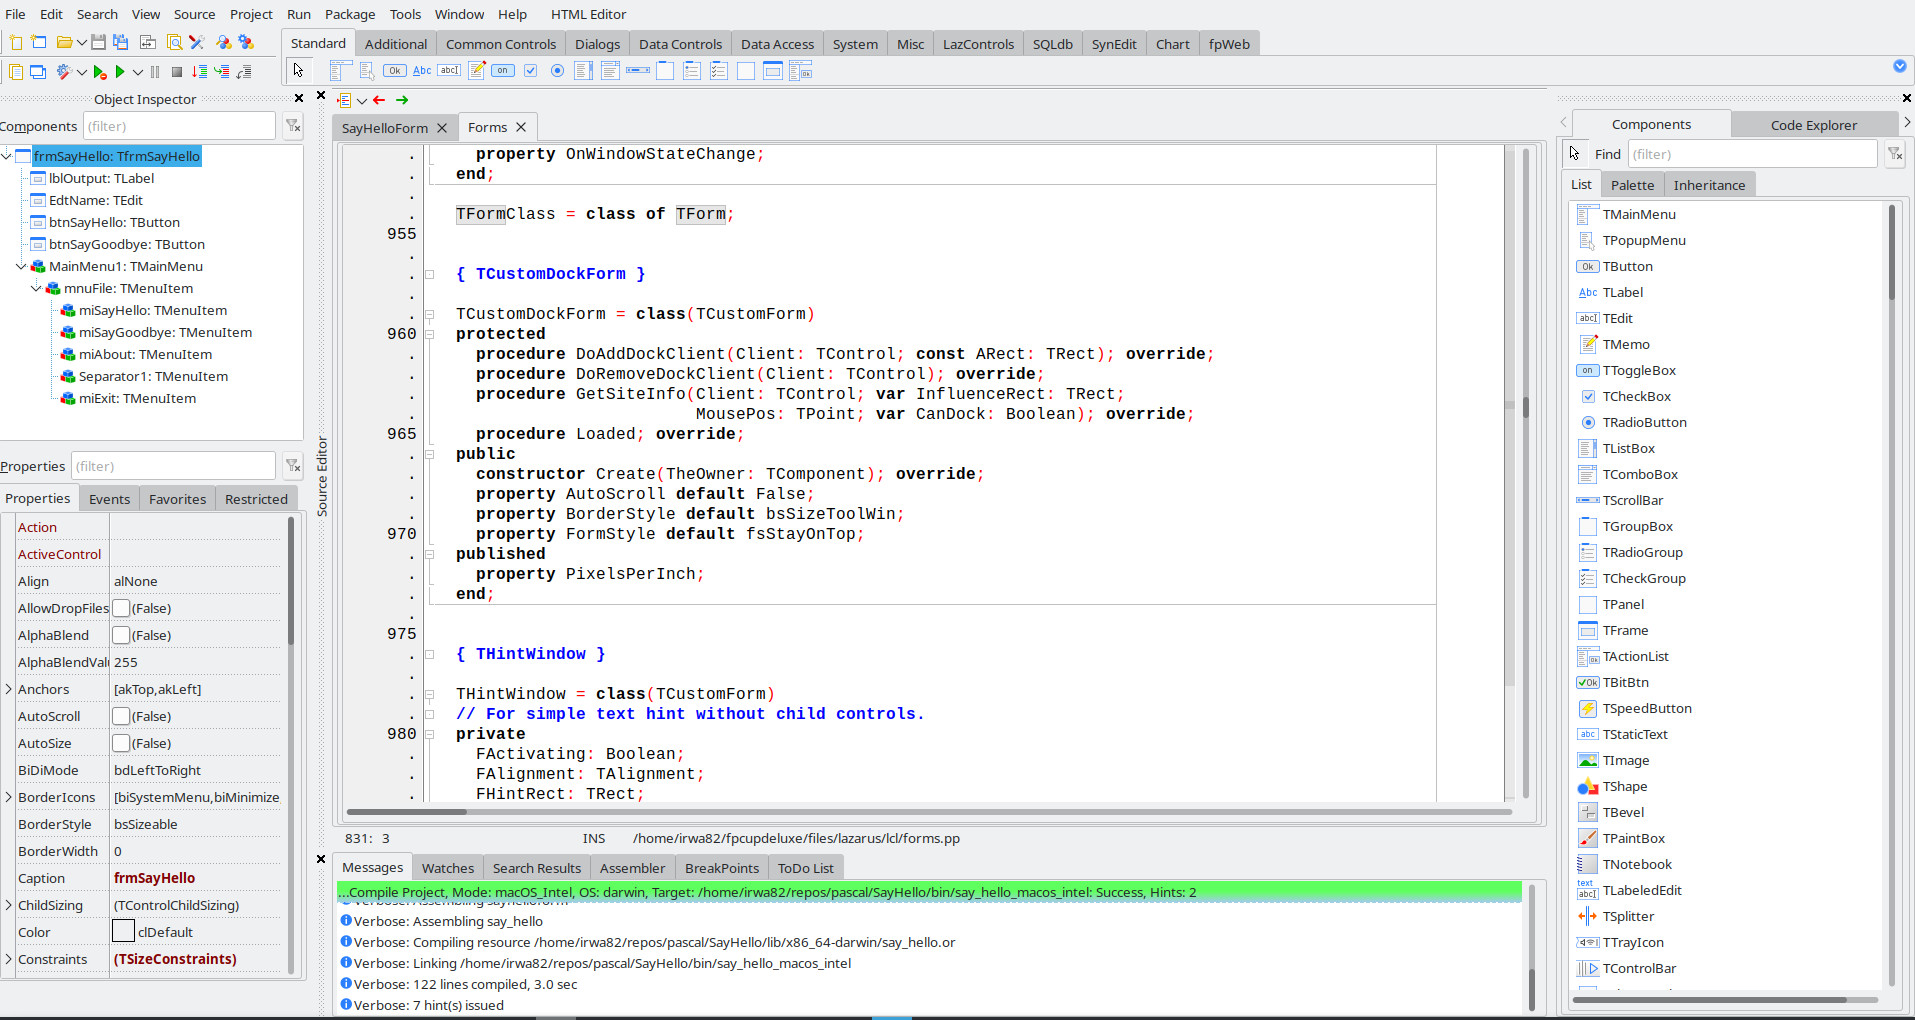 File Edit Search View Source Project Run Package Tools Window Help HTML Editor
Standard Additional Common Controls Dialogs Data Controls Data Access System Misc LazControls SQLdb SynEdit Chart fpWeb
Ok Abc abcI on
Object Inspector
Components (filter)
frmSayHello: TfrmSayHello
lblOutput: TLabel
EdtName: TEdit
btnSayHello: TButton
btnSayGoodbye: TButton
MainMenu1: TMainMenu
mnuFile: TMenuItem
miSayHello: TMenuItem
miSayGoodbye: TMenuItem
miAbout: TMenuItem
Separator1: TMenuItem
miExit: TMenuItem
Properties (filter)
Properties Events Favorites Restricted
Action
ActiveControl
Align alNone
AllowDropFiles (False)
AlphaBlend (False)
AlphaBlendVal 255
Anchors [akTop,akLeft]
AutoScroll (False)
AutoSize (False)
BiDiMode bdLeftToRight
BorderIcons [biSystemMenu,biMinimize,
BorderStyle bsSizeable
BorderWidth 0
Caption frmSayHello
ChildSizing (TControlChildSizing)
Color clDefault
Constraints (TSizeConstraints)
Source Editor
SayHelloForm Forms
. property OnWindowStateChange;
. end;
.
. TFormClass = class of TForm;
955
.
. { TCustomDockForm }
.
. TCustomDockForm = class(TCustomForm)
960 protected
. procedure DoAddDockClient(Client: TControl; const ARect: TRect); override;
. procedure DoRemoveDockClient(Client: TControl); override;
. procedure GetSiteInfo(Client: TControl; var InfluenceRect: TRect;
. MousePos: TPoint; var CanDock: Boolean); override;
965 procedure Loaded; override;
. public
. constructor Create(TheOwner: TComponent); override;
. property AutoScroll default False;
. property BorderStyle default bsSizeToolWin;
970 property FormStyle default fsStayOnTop;
. published
. property PixelsPerInch;
. end;
.
975
. { THintWindow }
.
. THintWindow = class(TCustomForm)
. // For simple text hint without child controls.
980 private
. FActivating: Boolean;
. FAlignment: TAlignment;
. FHintRect: TRect;
831: 3 INS /home/irwa82/fpcupdeluxe/files/lazarus/lcl/forms.pp
Messages Watches Search Results Assembler BreakPoints ToDo List
...Compile Project, Mode: macOS_Intel, OS: darwin, Target: /home/irwa82/repos/pascal/SayHello/bin/say_hello_macos_intel: Success, Hints: 2
Verbose: Assembling sayhelloform
Verbose: Assembling say_hello
Verbose: Compiling resource /home/irwa82/repos/pascal/SayHello/lib/x86_64-darwin/say_hello.or
Verbose: Linking /home/irwa82/repos/pascal/SayHello/bin/say_hello_macos_intel
Verbose: 122 lines compiled, 3.0 sec
Verbose: 7 hint(s) issued
Components Code Explorer
Find (filter)
List Palette Inheritance
TMainMenu
TPopupMenu
Ok TButton
Abc TLabel
abcI TEdit
TMemo
on TToggleBox
TCheckBox
TRadioButton
TListBox
TComboBox
TScrollBar
TGroupBox
TRadioGroup
TCheckGroup
TPanel
TFrame
TActionList
Ok TBitBtn
TSpeedButton
abc TStaticText
TImage
TShape
TBevel
TPaintBox
TNotebook
text abcI TLabeledEdit
TSplitter
TTrayIcon
TControlBar